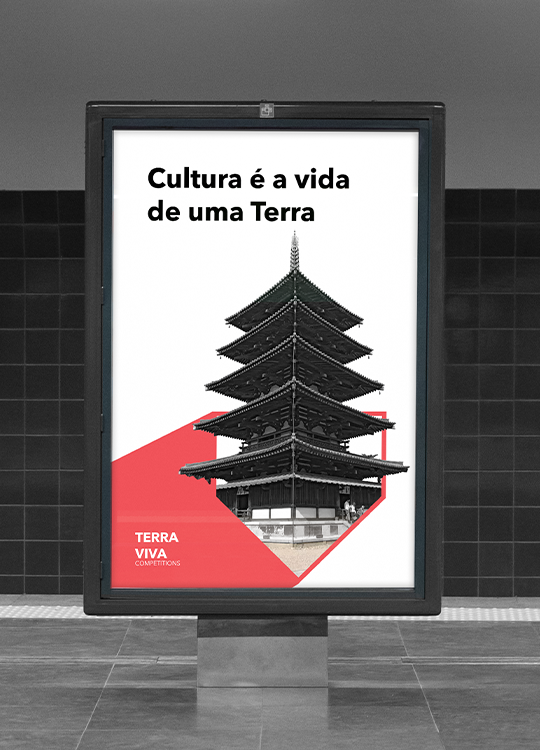 Cultura é a vida
de uma Terra
TERRA
VIVA
COMPETITIONS